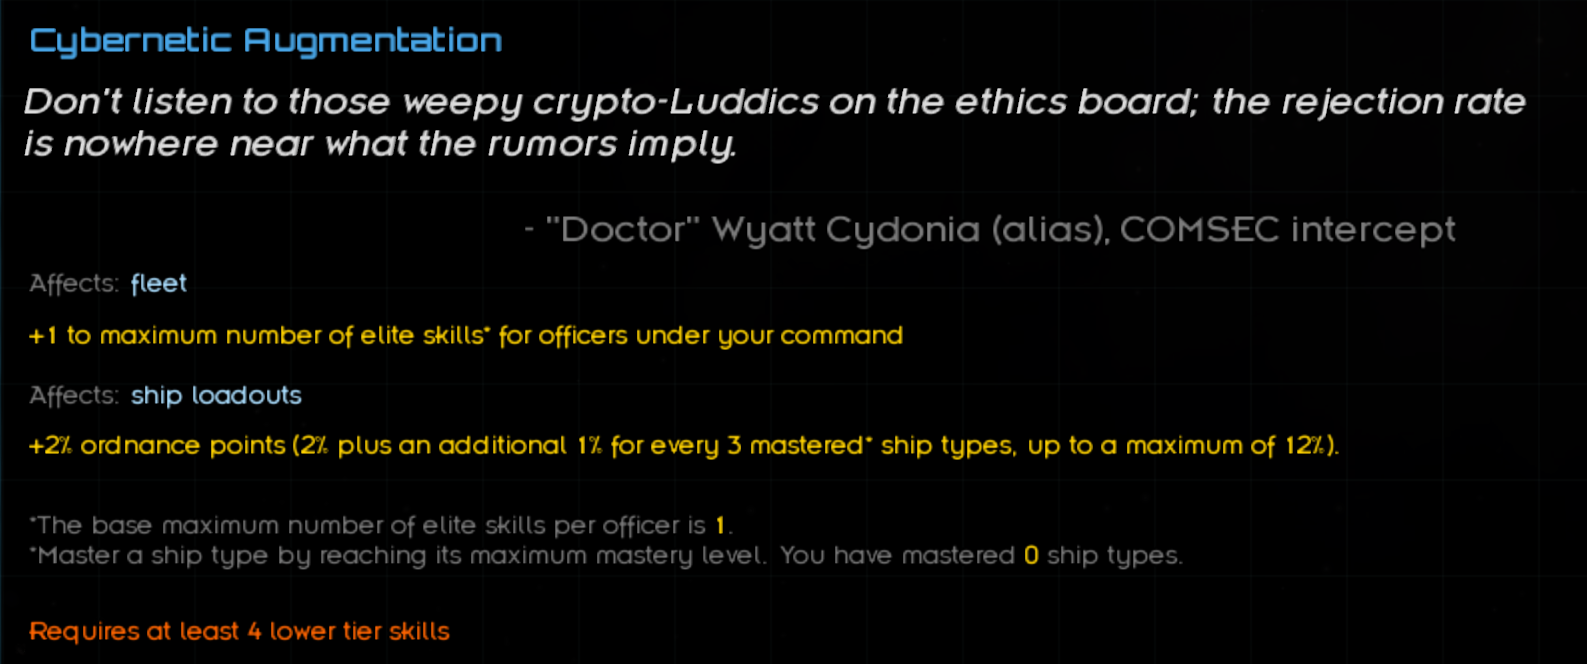 Cybernetic Augmentation
Don't listen to those weepy crypto-Luddics on the ethics board; the rejection rate
is nowhere near what the rumors imply.
- "Doctor" Wyatt Cydonia (alias), COMSEC intercept
Affects: fleet
+1 to maximum number of elite skills* for officers under your command
Affects: ship loadouts
+2% ordnance points (2% plus an additional 1% for every 3 mastered* ship types, up to a maximum of 12%).
*The base maximum number of elite skills per officer is 1.
*Master a ship type by reaching its maximum mastery level. You have mastered 0 ship types.
Requires at least 4 lower tier skills